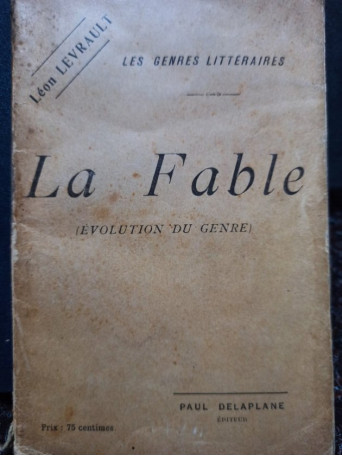 Léon LEVRAULT
LES GENRES LITTÉRAIRES
La Fable
(ÉVOLUTION DU GENRE)
PAUL DELAPLANE
ÉDITEUR
Prix : 75 centimes